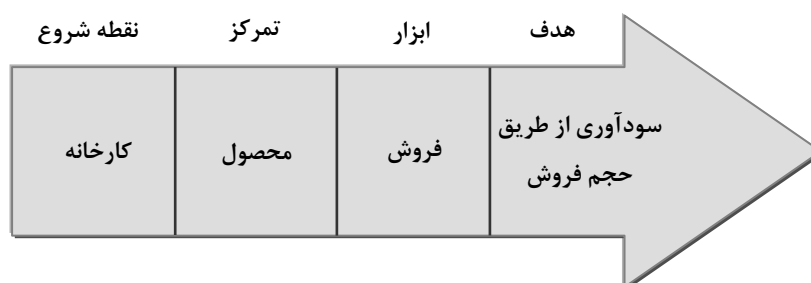 نقطه شروع
تمرکز
ابزار
هدف
کارخانه
محصول
فروش
سودآوری از طریق
حجم فروش